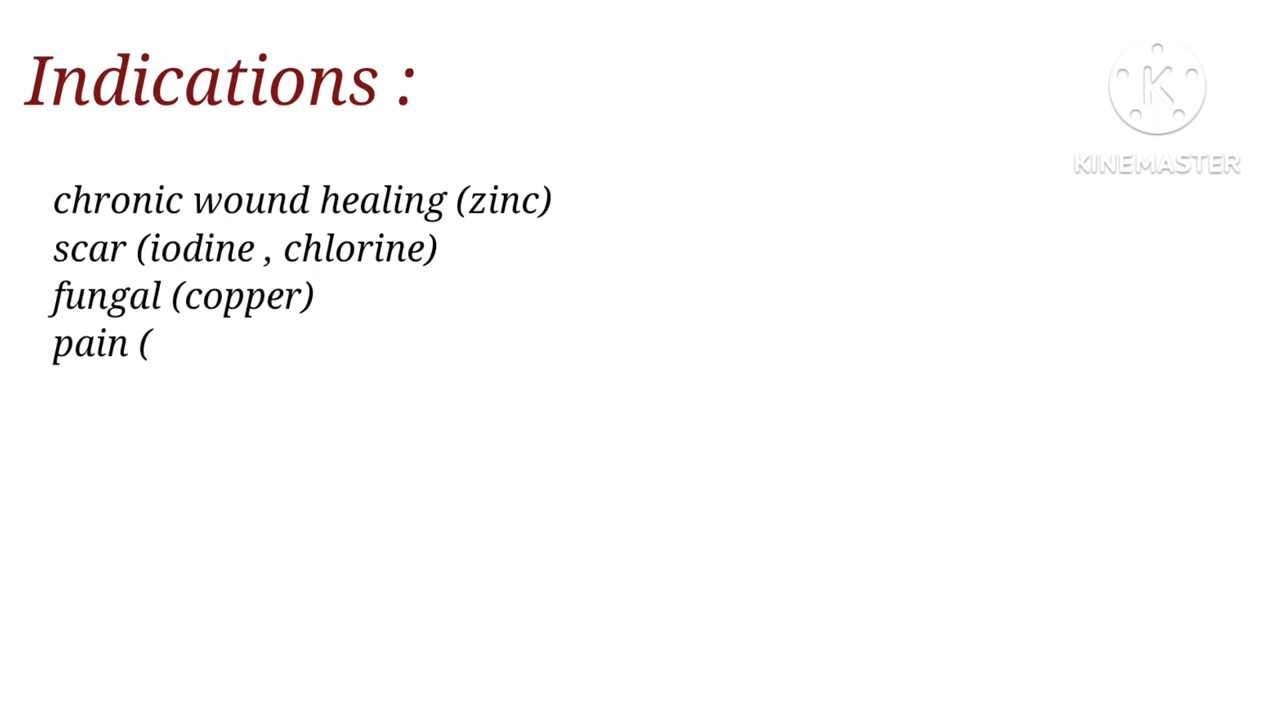 Indications :
K
KINEMASTER
chronic wound healing (zinc)
scar (iodine , chlorine)
fungal (copper)
pain (